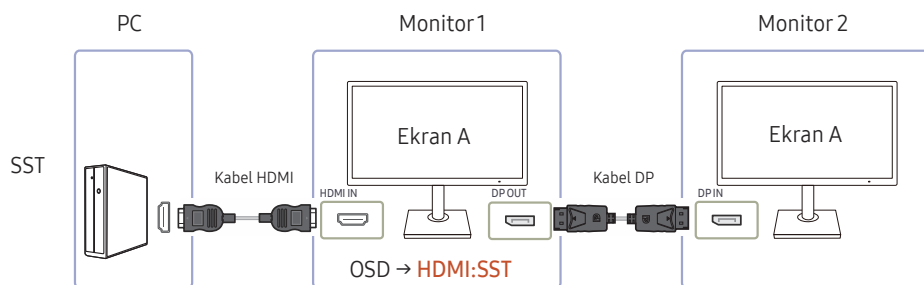 PC
Monitor 1
Monitor 2
SST
Kabel HDMI
HDMI IN
Ekran A
DP OUT
Kabel DP
DP IN
Ekran A
OSD → HDMI:SST